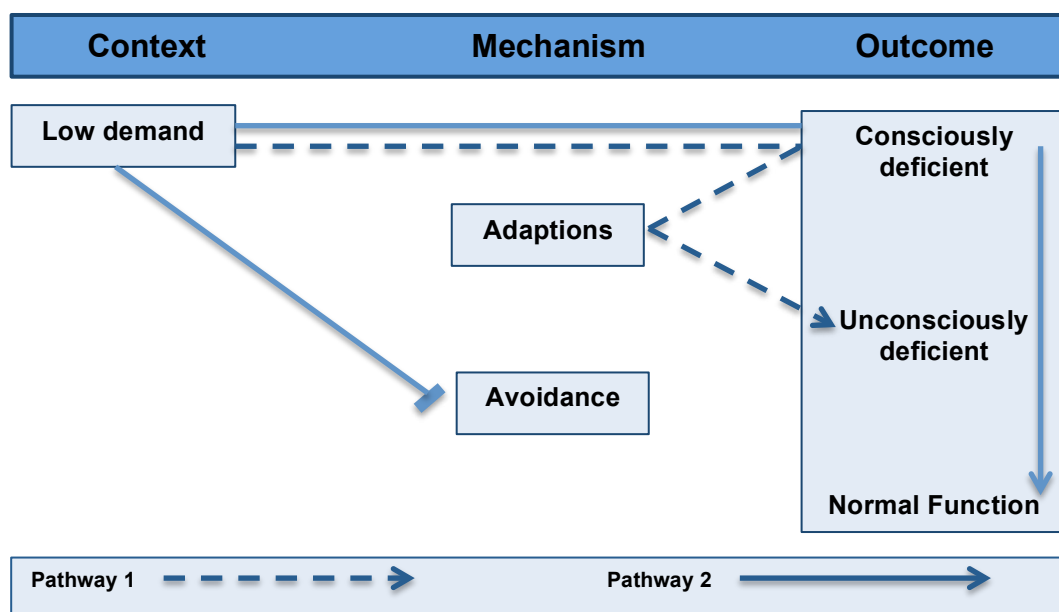 Context Mechanism Outcome
Low demand
Consciously
deficient
Adaptions
Unconsciously
deficient
Avoidance
Normal Function
Pathway 1 Pathway 2